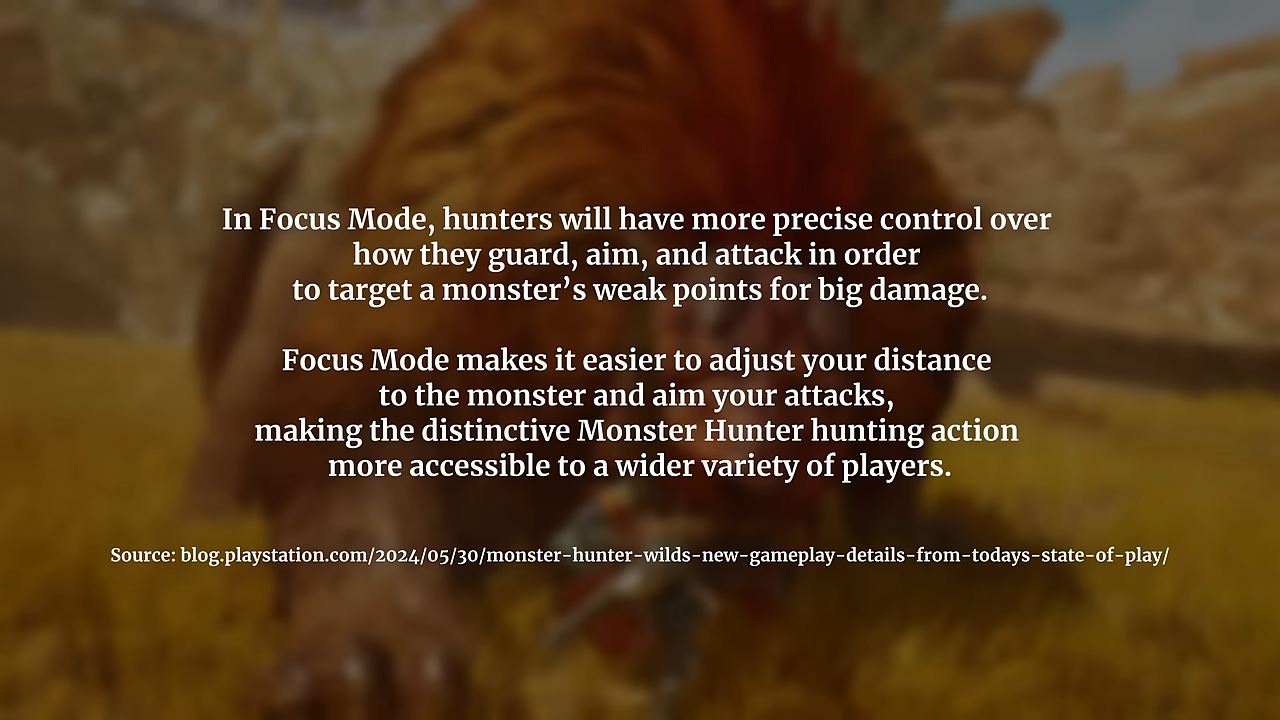 In Focus Mode, hunters will have more precise control over
how they guard, aim, and attack in order
to target a monster’s weak points for big damage.
Focus Mode makes it easier to adjust your distance
to the monster and aim your attacks,
making the distinctive Monster Hunter hunting action
more accessible to a wider variety of players.
Source: blog.playstation.com/2024/05/30/monster-hunter-wilds-new-gameplay-details-from-todays-state-of-play/